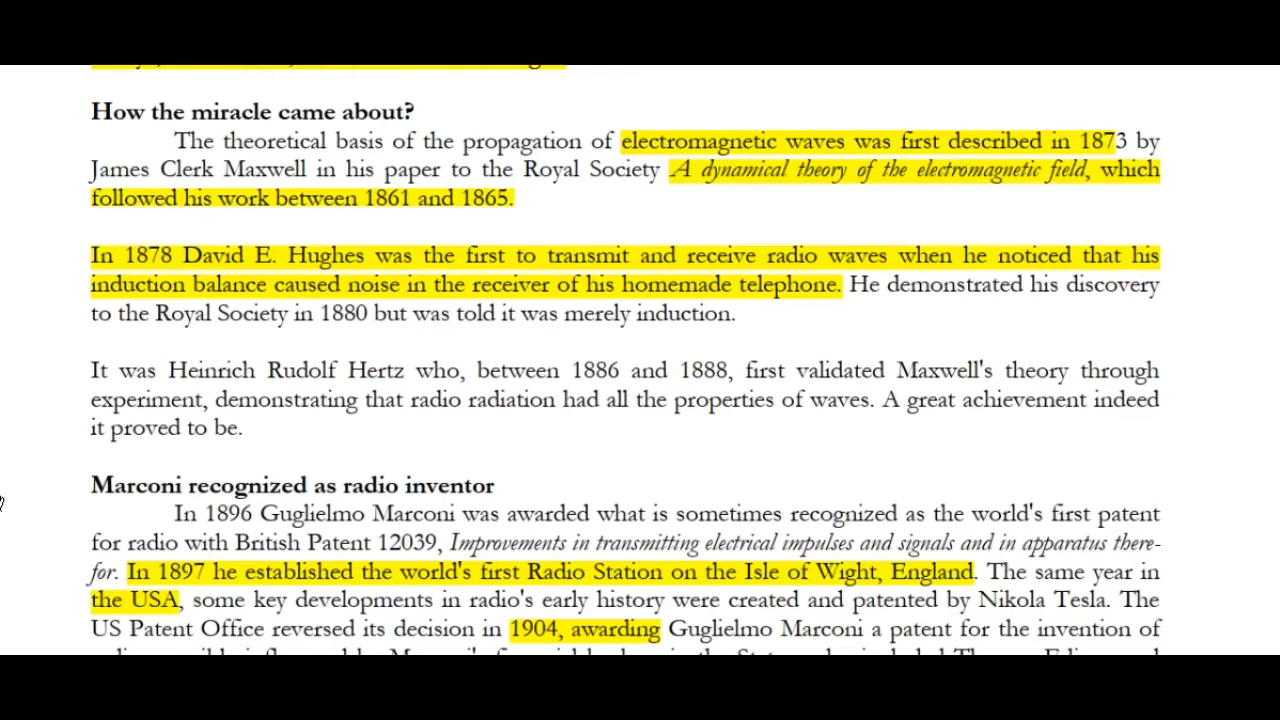 How the miracle came about?
The theoretical basis of the propagation of electromagnetic waves was first described in 1873 by
James Clerk Maxwell in his paper to the Royal Society A dynamical theory of the electromagnetic field, which
followed his work between 1861 and 1865.
In 1878 David E. Hughes was the first to transmit and receive radio waves when he noticed that his
induction balance caused noise in the receiver of his homemade telephone. He demonstrated his discovery
to the Royal Society in 1880 but was told it was merely induction.
It was Heinrich Rudolf Hertz who, between 1886 and 1888, first validated Maxwell's theory through
experiment, demonstrating that radio radiation had all the properties of waves. A great achievement indeed
it proved to be.
Marconi recognized as radio inventor
In 1896 Guglielmo Marconi was awarded what is sometimes recognized as the world's first patent
for radio with British Patent 12039, Improvements in transmitting electrical impulses and signals and in apparatus there-
for. In 1897 he established the world's first Radio Station on the Isle of Wight, England. The same year in
the USA, some key developments in radio's early history were created and patented by Nikola Tesla. The
US Patent Office reversed its decision in 1904, awarding Guglielmo Marconi a patent for the invention of